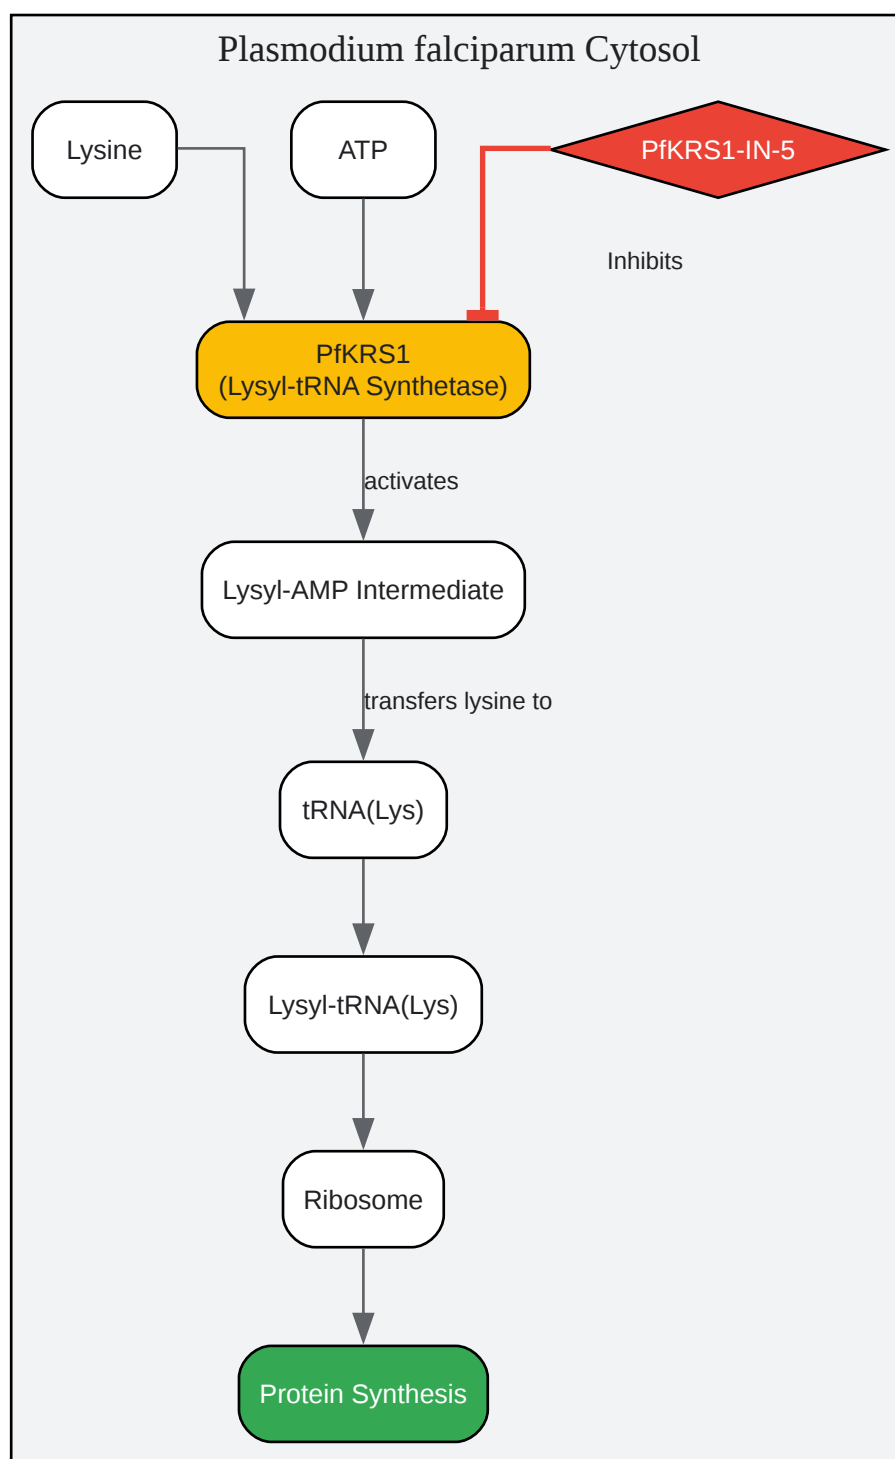 Plasmodium falciparum Cytosol
Lysine
ATP
PfKRS1-IN-5
Inhibits
PfKRS1
(Lysyl-tRNA Synthetase)
activates
Lysyl-AMP Intermediate
transfers lysine to
tRNA(Lys)
Lysyl-tRNA(Lys)
Ribosome
Protein Synthesis